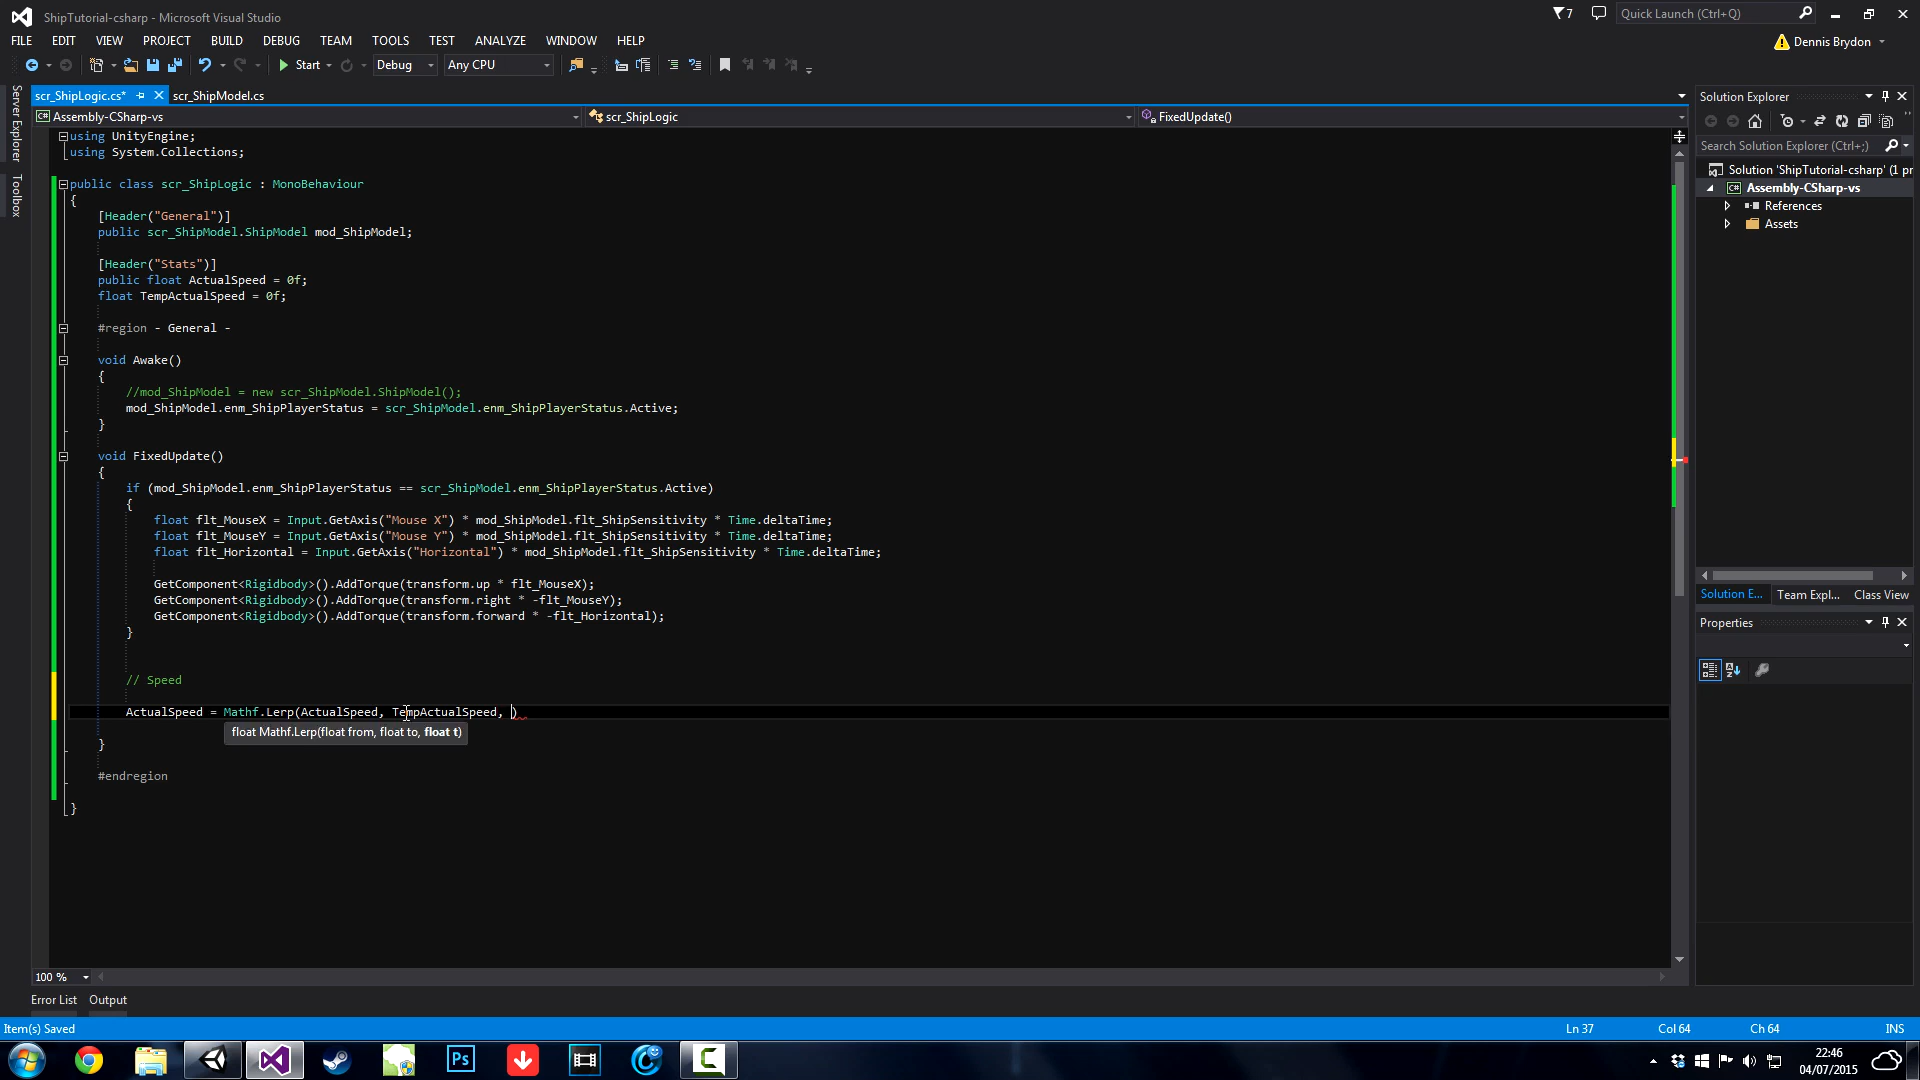 ShipTutorial-csharp - Microsoft Visual Studio
7
Quick Launch (Ctrl+Q)
FILE EDIT VIEW PROJECT BUILD DEBUG TEAM TOOLS TEST ANALYZE WINDOW HELP
Dennis Brydon
Start
Debug
Any CPU
Server Explorer
Toolbox
scr_ShipLogic.cs*
scr_ShipModel.cs
Assembly-CSharp-vs
scr_ShipLogic
FixedUpdate()
using UnityEngine;
using System.Collections;
public class scr_ShipLogic : MonoBehaviour
{
[Header("General")]
public scr_ShipModel.ShipModel mod_ShipModel;
[Header("Stats")]
public float ActualSpeed = 0f;
float TempActualSpeed = 0f;
#region - General -
void Awake()
{
//mod_ShipModel = new scr_ShipModel.ShipModel();
mod_ShipModel.enm_ShipPlayerStatus = scr_ShipModel.enm_ShipPlayerStatus.Active;
}
void FixedUpdate()
{
if (mod_ShipModel.enm_ShipPlayerStatus == scr_ShipModel.enm_ShipPlayerStatus.Active)
{
float flt_MouseX = Input.GetAxis("Mouse X") * mod_ShipModel.flt_ShipSensitivity * Time.deltaTime;
float flt_MouseY = Input.GetAxis("Mouse Y") * mod_ShipModel.flt_ShipSensitivity * Time.deltaTime;
float flt_Horizontal = Input.GetAxis("Horizontal") * mod_ShipModel.flt_ShipSensitivity * Time.deltaTime;
GetComponent<Rigidbody>().AddTorque(transform.up * flt_MouseX);
GetComponent<Rigidbody>().AddTorque(transform.right * -flt_MouseY);
GetComponent<Rigidbody>().AddTorque(transform.forward * -flt_Horizontal);
}
// Speed
ActualSpeed = Mathf.Lerp(ActualSpeed, TempActualSpeed, )
float Mathf.Lerp(float from, float to, float t)
}
#endregion
}
100 %
Solution Explorer
Search Solution Explorer (Ctrl+;)
Solution 'ShipTutorial-csharp' (1 pr
Assembly-CSharp-vs
References
Assets
Solution E... Team Expl... Class View
Properties
Error List Output
Item(s) Saved
Ln 37
Col 64
Ch 64
INS
Ps
22:46
04/07/2015